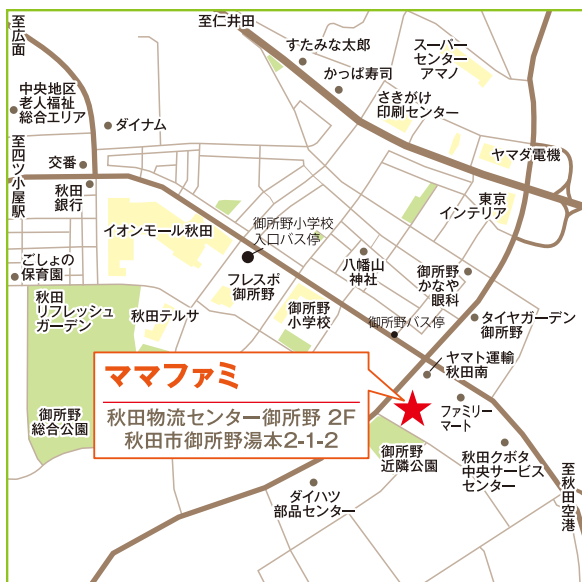 至広面
至仁井田
すたみな太郎
かっぱ寿司
スーパー
センター
アマノ
中央地区
老人福祉
総合エリア
ダイナム
さきがけ
印刷センター
至四ツ小屋駅
交番
秋田
銀行
ヤマダ電機
東京
インテリア
イオンモール秋田
御所野小学校
入口バス停
ごしょの
保育園
フレスポ
御所野
八幡山
神社
御所野
かなや
眼科
秋田
リフレッシュ
ガーデン
秋田テルサ
御所野
小学校
御所野バス停
タイヤガーデン
御所野
ママファミ
秋田物流センター御所野 2F
秋田市御所野湯本2-1-2
ヤマト運輸
秋田南
ファミリー
マート
御所野
総合公園
御所野
近隣公園
秋田クボタ
中央サービス
センター
ダイハツ
部品センター
至秋田空港